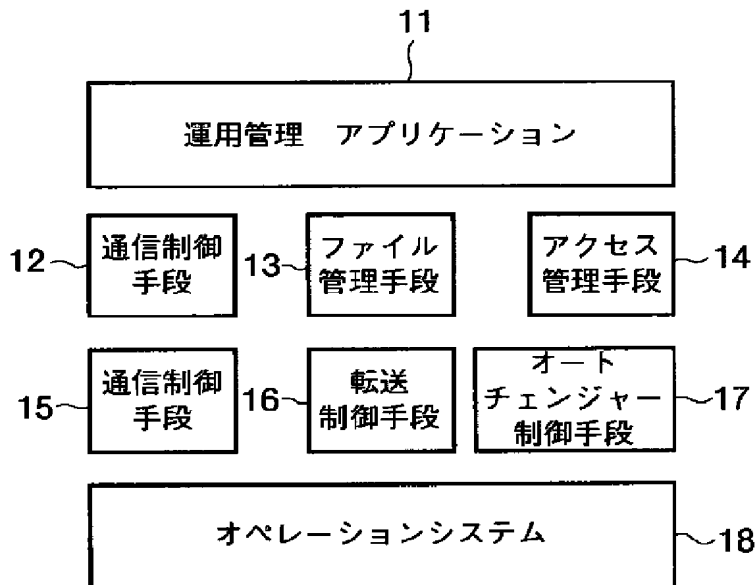 11
運用管理 アプリケーション
12
通信制御
手段
13
ファイル
管理手段
アクセス
管理手段
14
15
通信制御
手段
16
転送
制御手段
オート
チェンジャー
制御手段
17
オペレーションシステム
18